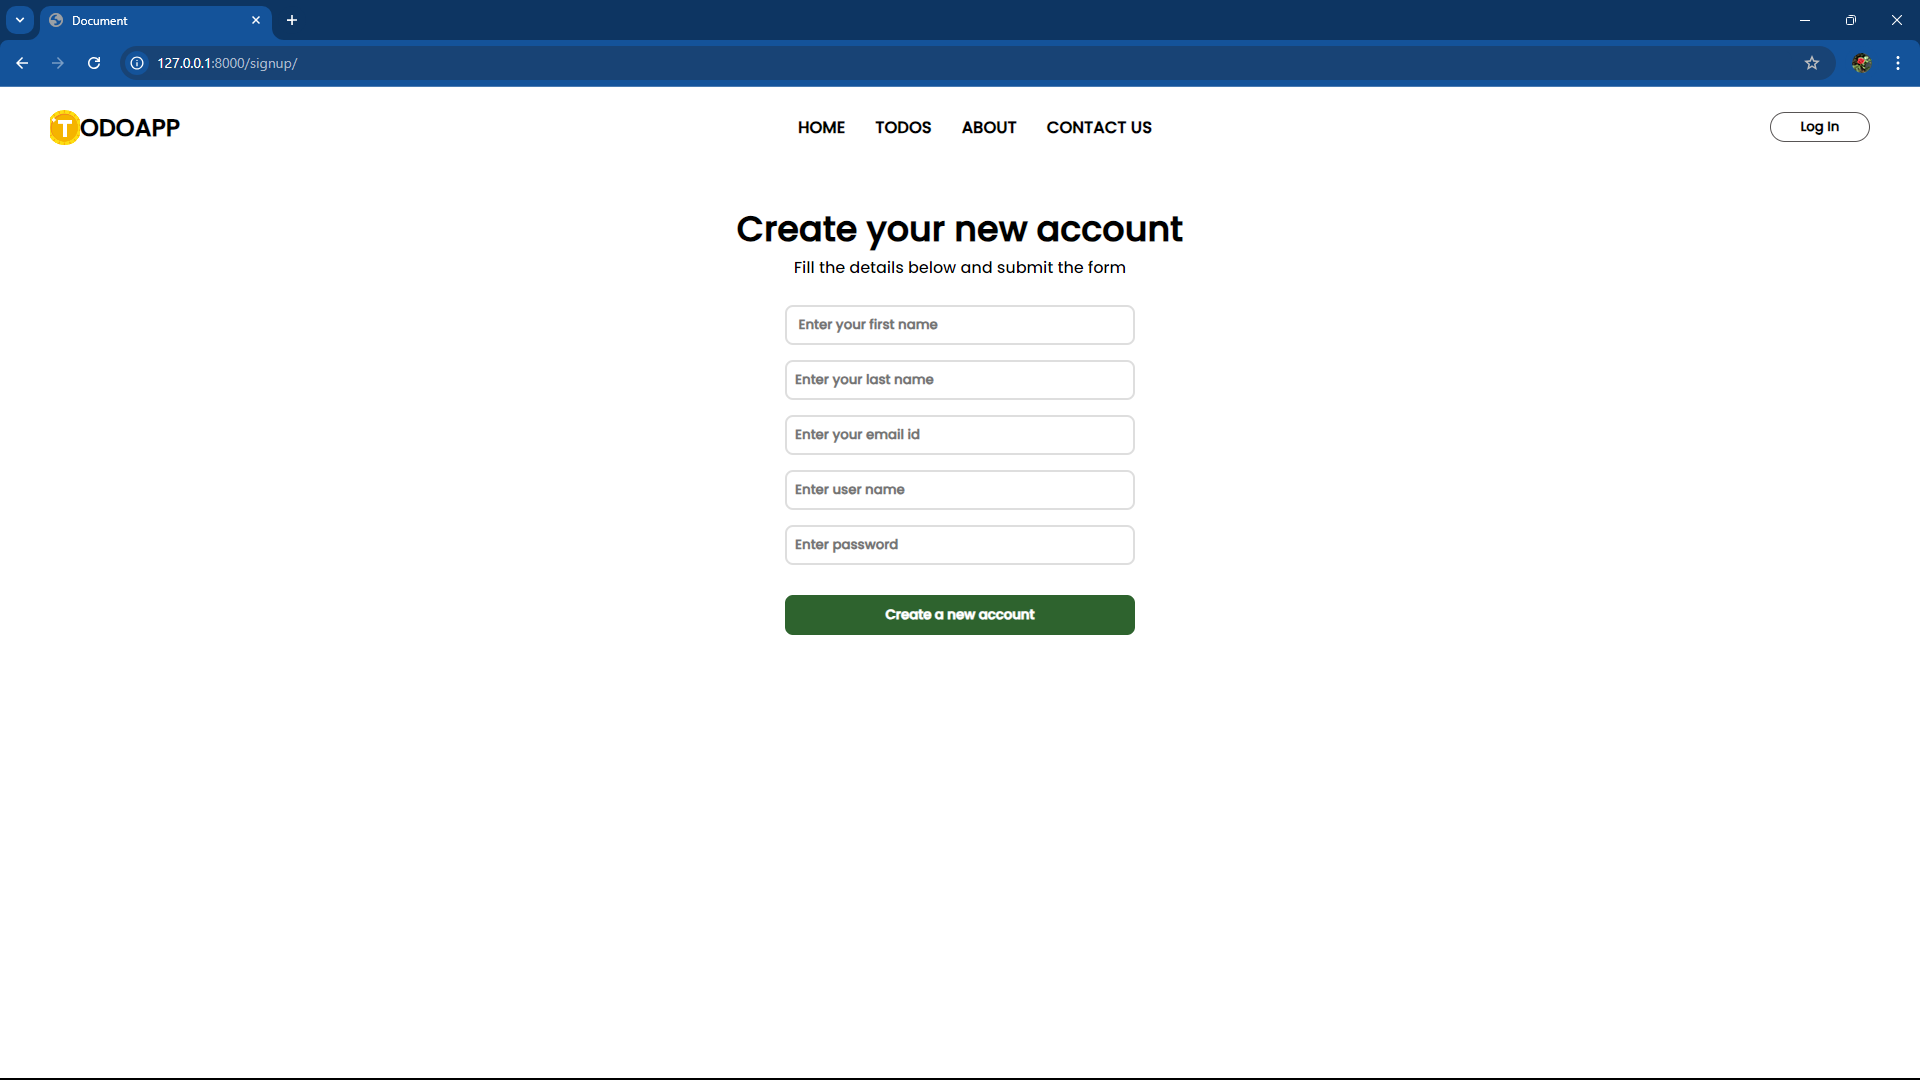 Document
127.0.0.1:8000/signup/
TODOAPP
HOME TODOS ABOUT CONTACT US
Log In
Create your new account
Fill the details below and submit the form
Enter your first name
Enter your last name
Enter your email id
Enter user name
Enter password
Create a new account